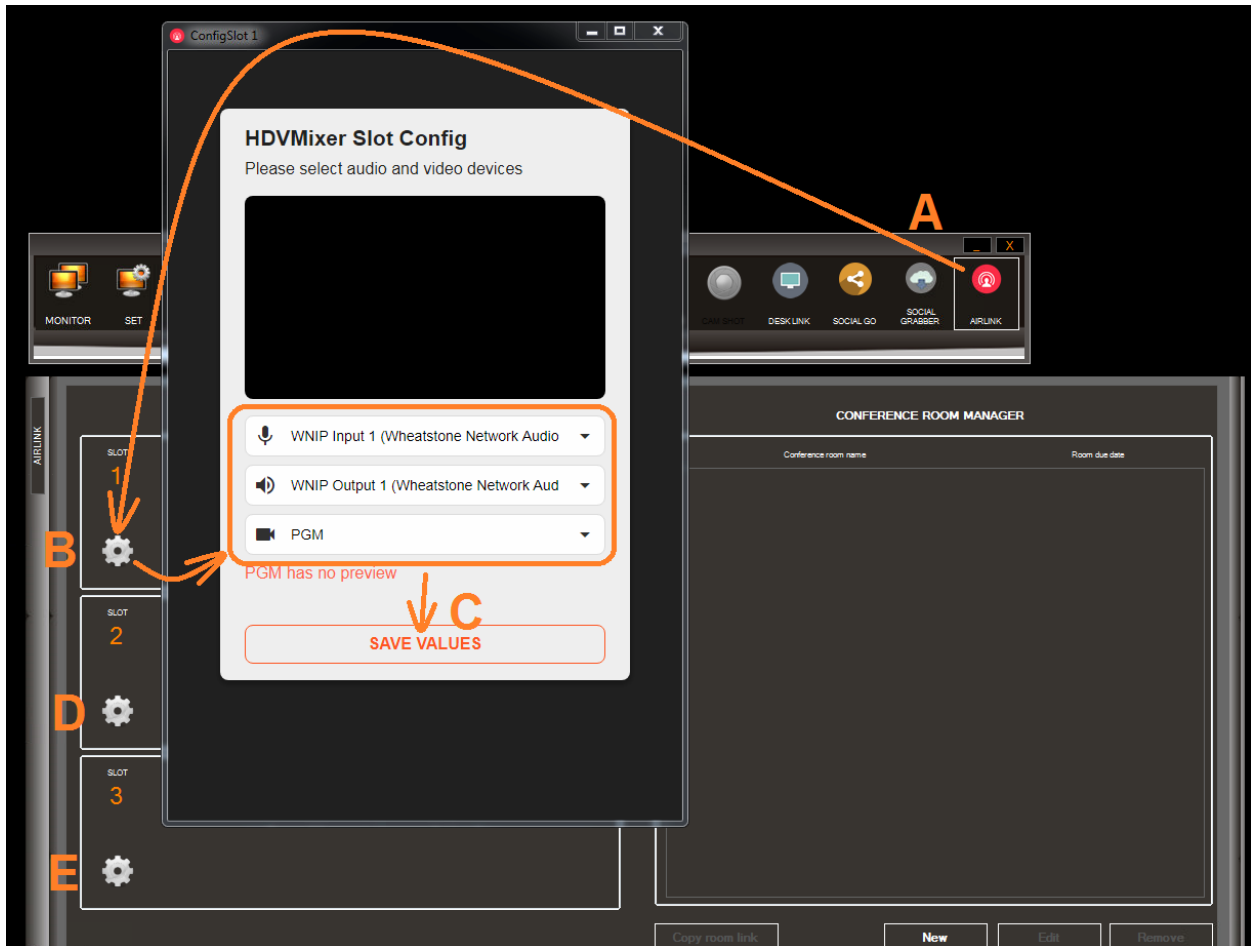 ConfigSlot 1
X
HDVMixer Slot Config
Please select audio and video devices
A
_ X
MONITOR
SET
CAM SHOT
DESK LINK
SOCIAL GO
SOCIAL
GRABBER
AIRLINK
AIRLINK
CONFERENCE ROOM MANAGER
Conference room name
Room due date
SLOT
1
B
WNIP Input 1 (Wheatstone Network Audio
WNIP Output 1 (Wheatstone Network Aud
PGM
PGM has no preview
C
SAVE VALUES
SLOT
2
D
SLOT
3
E
Copy room link
New
Edit
Remove